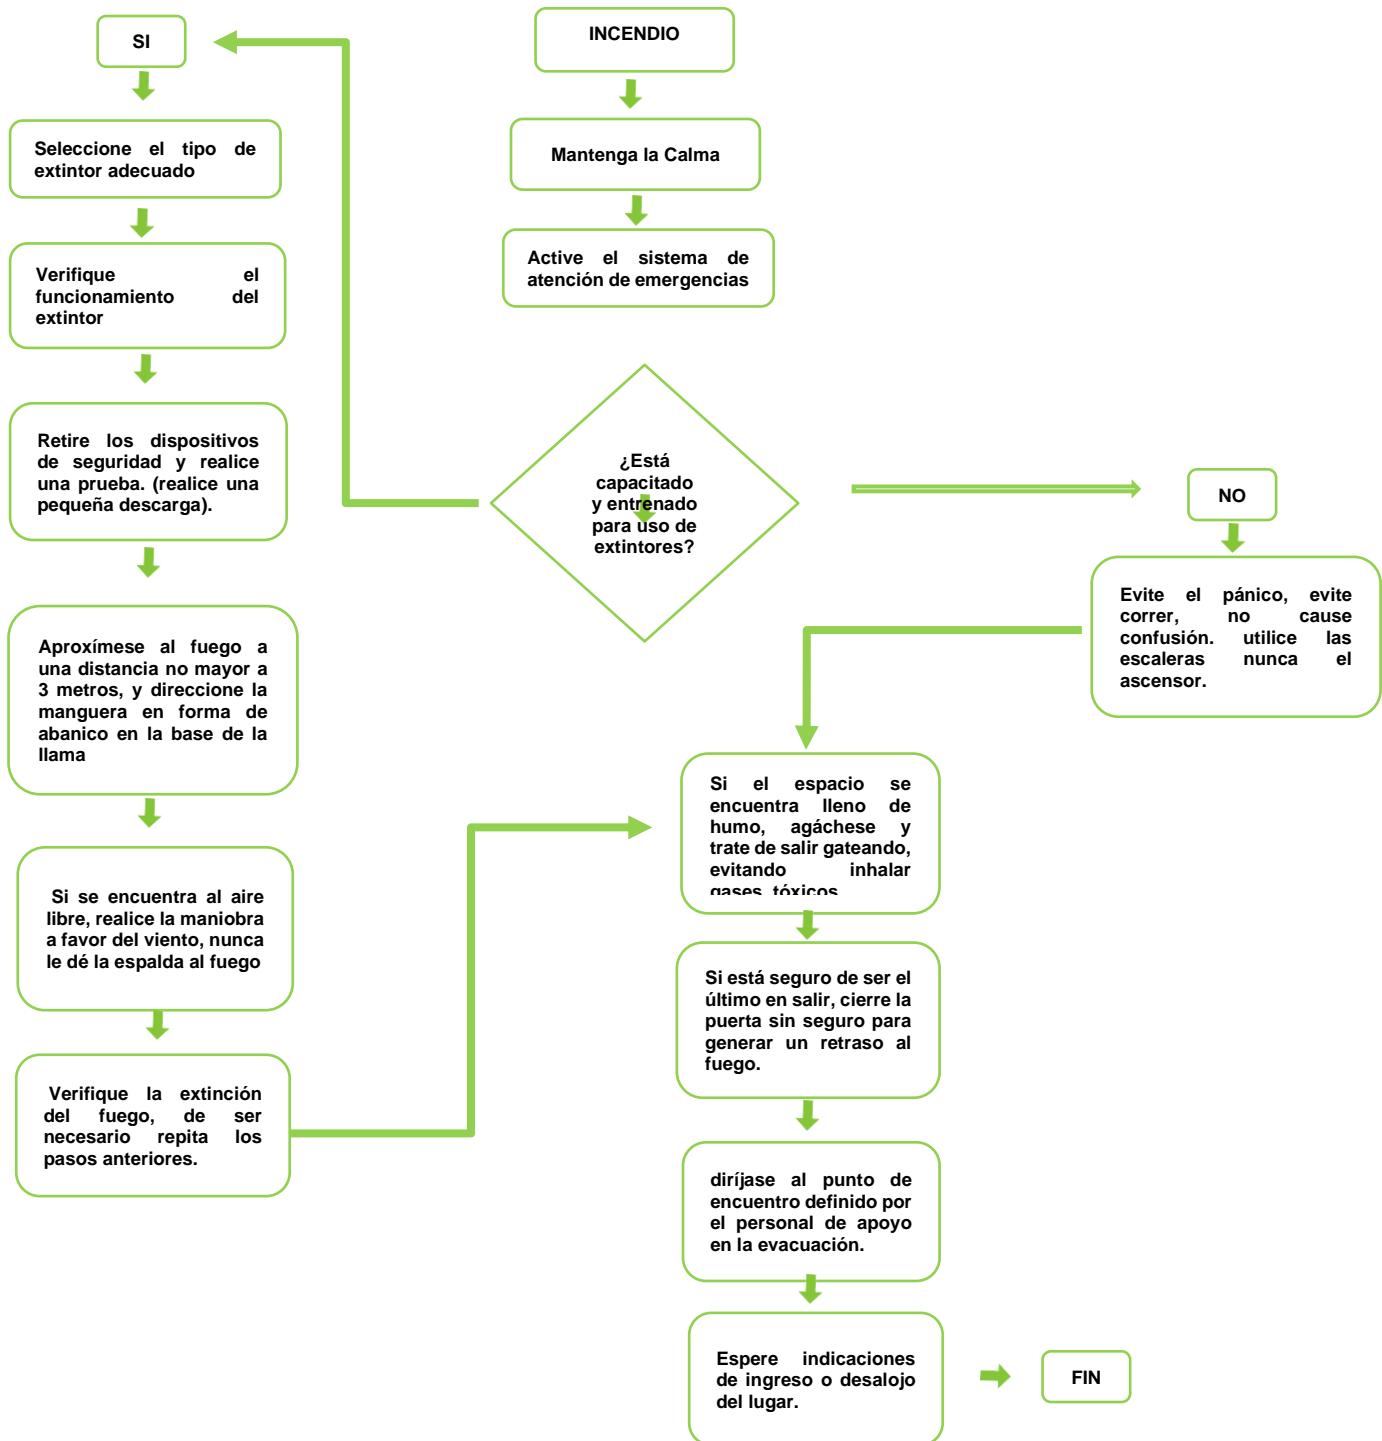 INCENDIO
Mantenga la Calma
Active el sistema de
atención de emergencias
¿Está
capacitado
y entrenado
para uso de
extintores?
SI
Seleccione el tipo de
extintor adecuado
Verifique el
funcionamiento del
extintor
Retire los dispositivos
de seguridad y realice
una prueba. (realice una
pequeña descarga).
Aproxímese al fuego a
una distancia no mayor a
3 metros, y direccione la
manguera en forma de
abanico en la base de la
llama
Si se encuentra al aire
libre, realice la maniobra
a favor del viento, nunca
le dé la espalda al fuego
Verifique la extinción
del fuego, de ser
necesario repita los
pasos anteriores.
NO
Evite el pánico, evite
correr, no cause
confusión. utilice las
escaleras nunca el
ascensor.
Si el espacio se
encuentra lleno de
humo, agáchese y
trate de salir gateando,
evitando inhalar
gases tóxicos
Si está seguro de ser el
último en salir, cierre la
puerta sin seguro para
generar un retraso al
fuego.
diríjase al punto de
encuentro definido por
el personal de apoyo
en la evacuación.
Espere indicaciones
de ingreso o desalojo
del lugar.
FIN